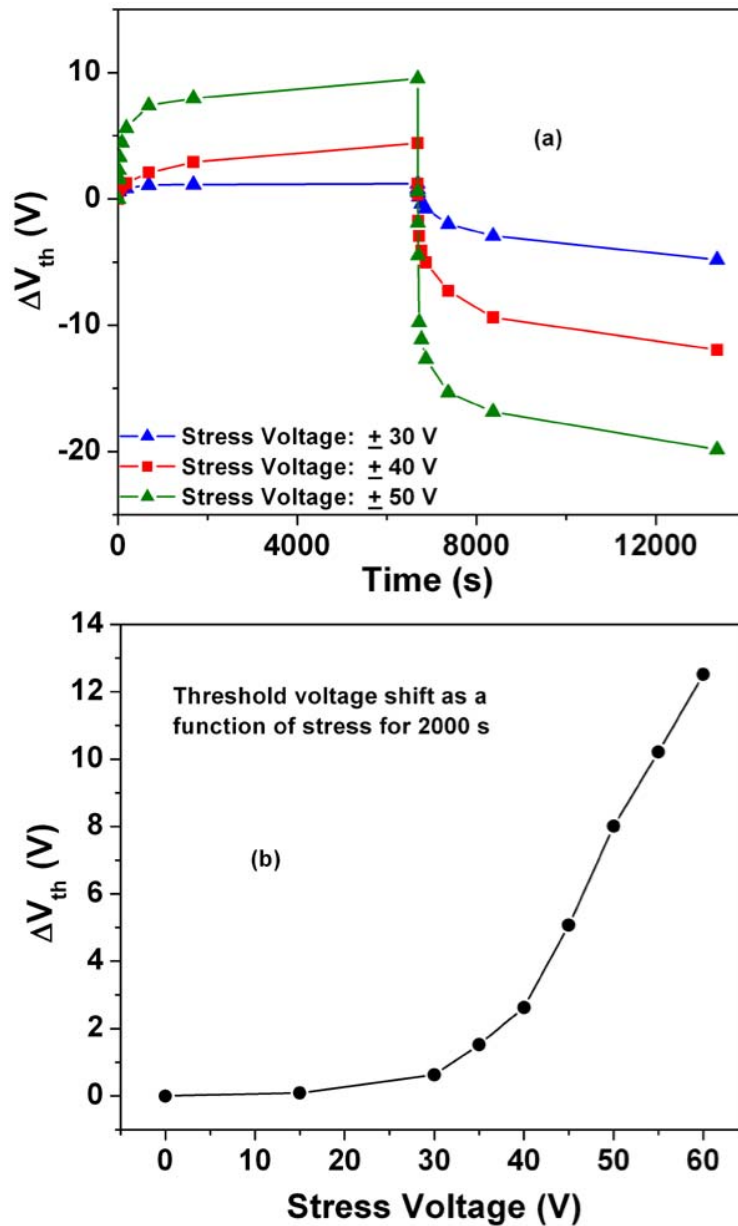 10
0
-10
-20
ΔVth (V)
(a)
Stress Voltage: ± 30 V
Stress Voltage: ± 40 V
Stress Voltage: ± 50 V
0 4000 8000 12000
Time (s)
14
12
10
8
6
4
2
0
ΔVth (V)
Threshold voltage shift as a
function of stress for 2000 s
(b)
0 10 20 30 40 50 60
Stress Voltage (V)